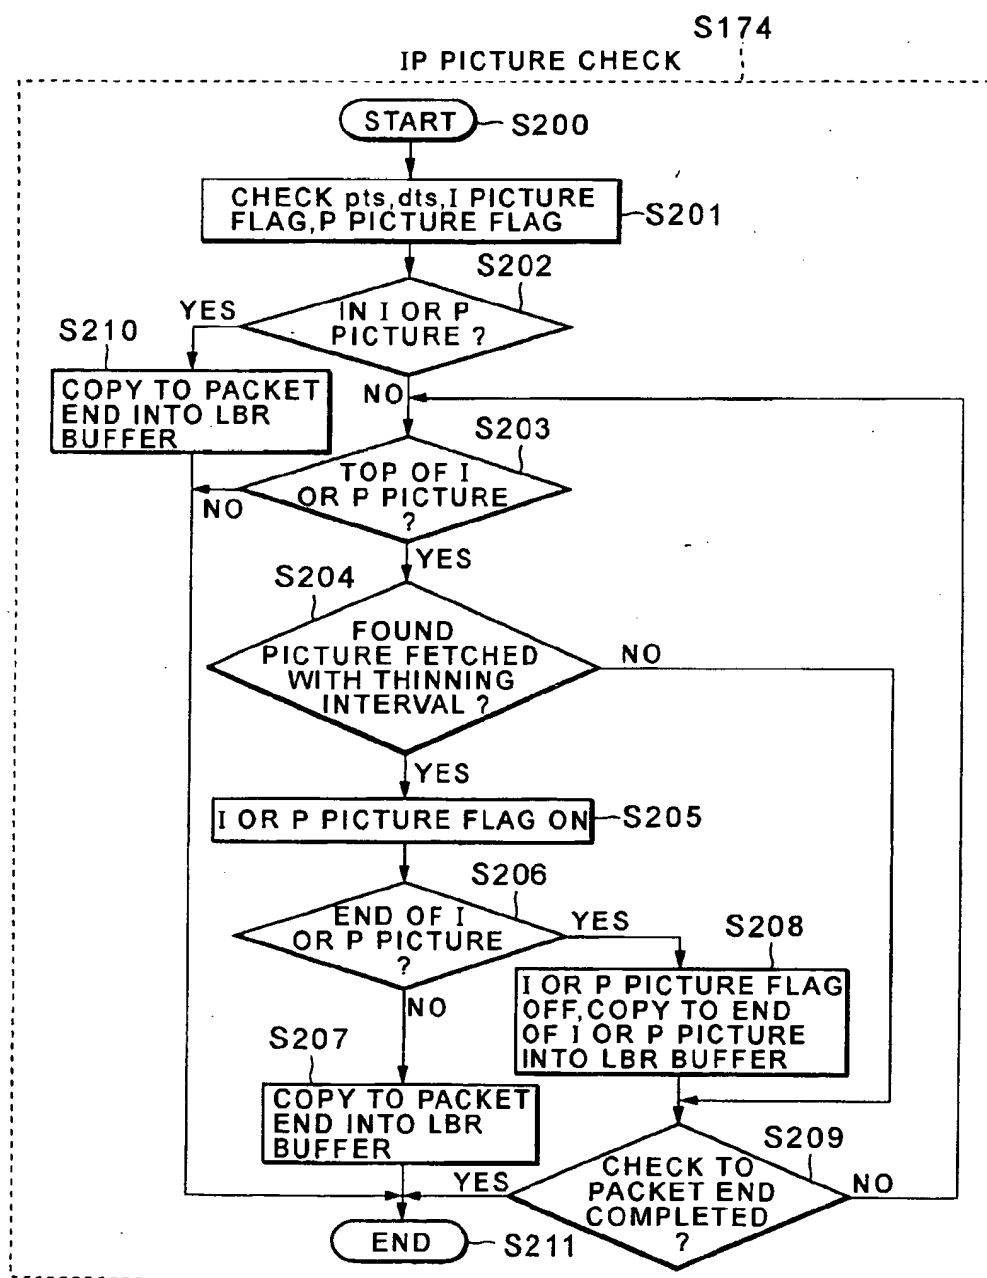 S174
IP PICTURE CHECK
START
S200
CHECK pts,dts,I PICTURE
FLAG,P PICTURE FLAG
S201
S202
IN I OR P
PICTURE ?
YES
S210
COPY TO PACKET
END INTO LBR
BUFFER
NO
S203
TOP OF I
OR P PICTURE
?
NO
YES
S204
FOUND
PICTURE FETCHED
WITH THINNING
INTERVAL ?
NO
YES
I OR P PICTURE FLAG ON
S205
S206
END OF I
OR P PICTURE
?
YES
S208
I OR P PICTURE FLAG
OFF,COPY TO END
OF I OR P PICTURE
INTO LBR BUFFER
NO
S207
COPY TO PACKET
END INTO LBR
BUFFER
S209
CHECK TO
PACKET END
COMPLETED
?
YES
NO
END
S211